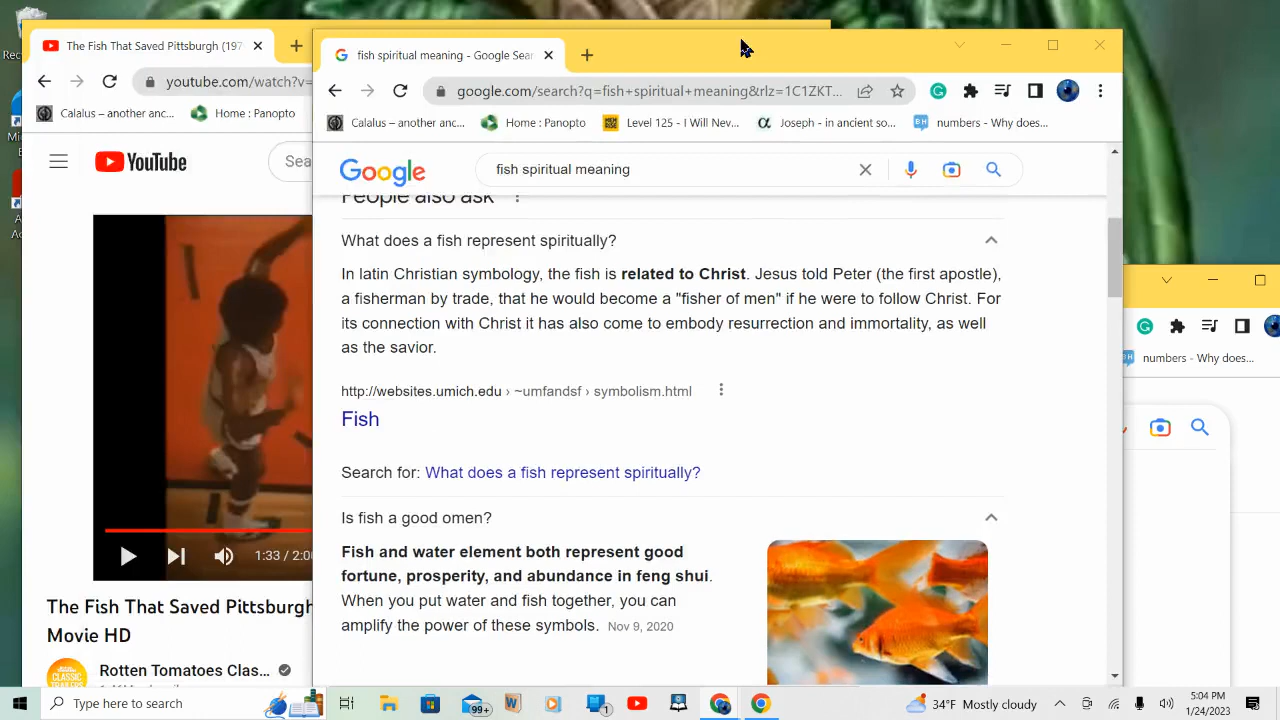 Recy
The Fish That Saved Pittsburgh (197
youtube.com/watch?v=
Calalus – another anc...
Home : Panopto
YouTube
Sea
1:33 / 2:0
The Fish That Saved Pittsburgh
Movie HD
Rotten Tomatoes Clas...
fish spiritual meaning - Google Sear
google.com/search?q=fish+spiritual+meaning&rlz=1C1ZKT...
Calalus – another anc...
Home : Panopto
Level 125 - I Will Nev...
Joseph - in ancient so...
BH
numbers - Why does...
Google
fish spiritual meaning
People also ask
What does a fish represent spiritually?
In latin Christian symbology, the fish is related to Christ. Jesus told Peter (the first apostle),
a fisherman by trade, that he would become a "fisher of men" if he were to follow Christ. For
its connection with Christ it has also come to embody resurrection and immortality, as well
as the savior.
http://websites.umich.edu › ~umfandsf › symbolism.html
Fish
Search for: What does a fish represent spiritually?
Is fish a good omen?
Fish and water element both represent good
fortune, prosperity, and abundance in feng shui.
When you put water and fish together, you can
amplify the power of these symbols. Nov 9, 2020
BH
numbers - Why does...
Type here to search
99+
1
34°F Mostly cloudy
5:04 PM
1/24/2023